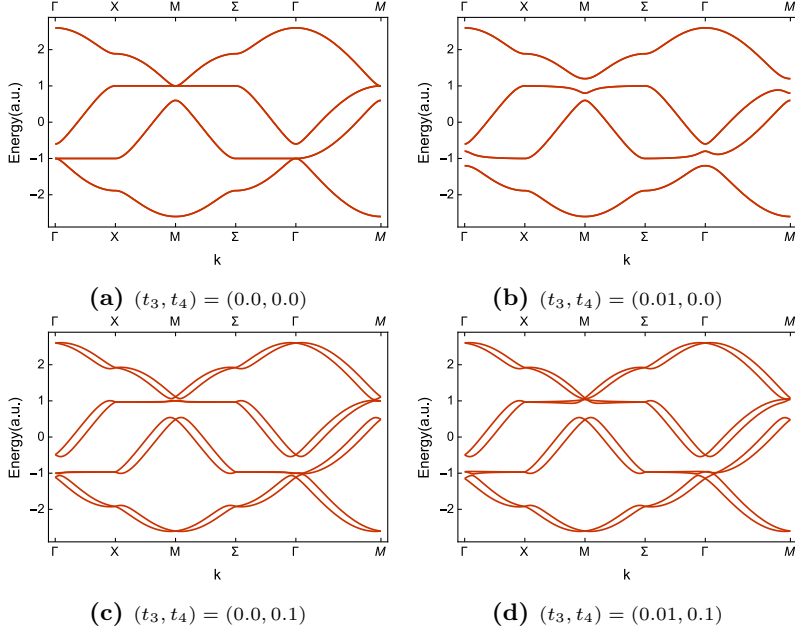 Γ X M Σ Γ M
Energy(a.u.)
2
1
0
−1
−2
Γ X M Σ Γ M
k
(a) (t₃, t₄) = (0.0, 0.0)
Γ X M Σ Γ M
Energy(a.u.)
2
1
0
−1
−2
Γ X M Σ Γ M
k
(b) (t₃, t₄) = (0.01, 0.0)
Γ X M Σ Γ M
Energy(a.u.)
2
1
0
−1
−2
Γ X M Σ Γ M
k
(c) (t₃, t₄) = (0.0, 0.1)
Γ X M Σ Γ M
Energy(a.u.)
2
1
0
−1
−2
Γ X M Σ Γ M
k
(d) (t₃, t₄) = (0.01, 0.1)